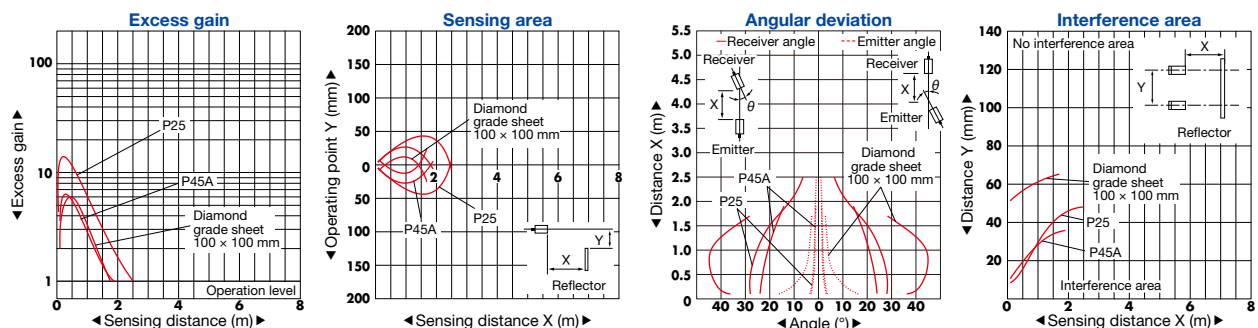 Excess gain
◄Excess gain►
100
10
1
P25
P45A
Diamond
grade sheet
100 × 100 mm
Operation level
0 2 4 6 8
◄Sensing distance (m)►
Sensing area
◄Operating point Y (mm)►
200
150
100
50
0
50
100
150
200
Diamond
grade sheet
100 × 100 mm
2 4 6 8
P45A
P25
Y
X
Reflector
◄Sensing distance X (m)►
Angular deviation
◄Distance X (m)►
5.5
5.0
4.5
4.0
3.5
3.0
2.5
2.0
1.5
1.0
0.5
0
Receiver angle
Emitter angle
Receiver
X
θ
Emitter
Receiver
X
θ
Emitter
Diamond
grade sheet
100 × 100 mm
P45A
P25
40 30 20 10 0 10 20 30 40
◄Angle (°)►
Interference area
◄Distance Y (mm)►
140
120
100
80
60
40
20
No interference area
X
Y
Reflector
Diamond
grade sheet
100 × 100 mm
P25
P45A
Interference area
0 2 4 6 8
◄Sensing distance X (m)►